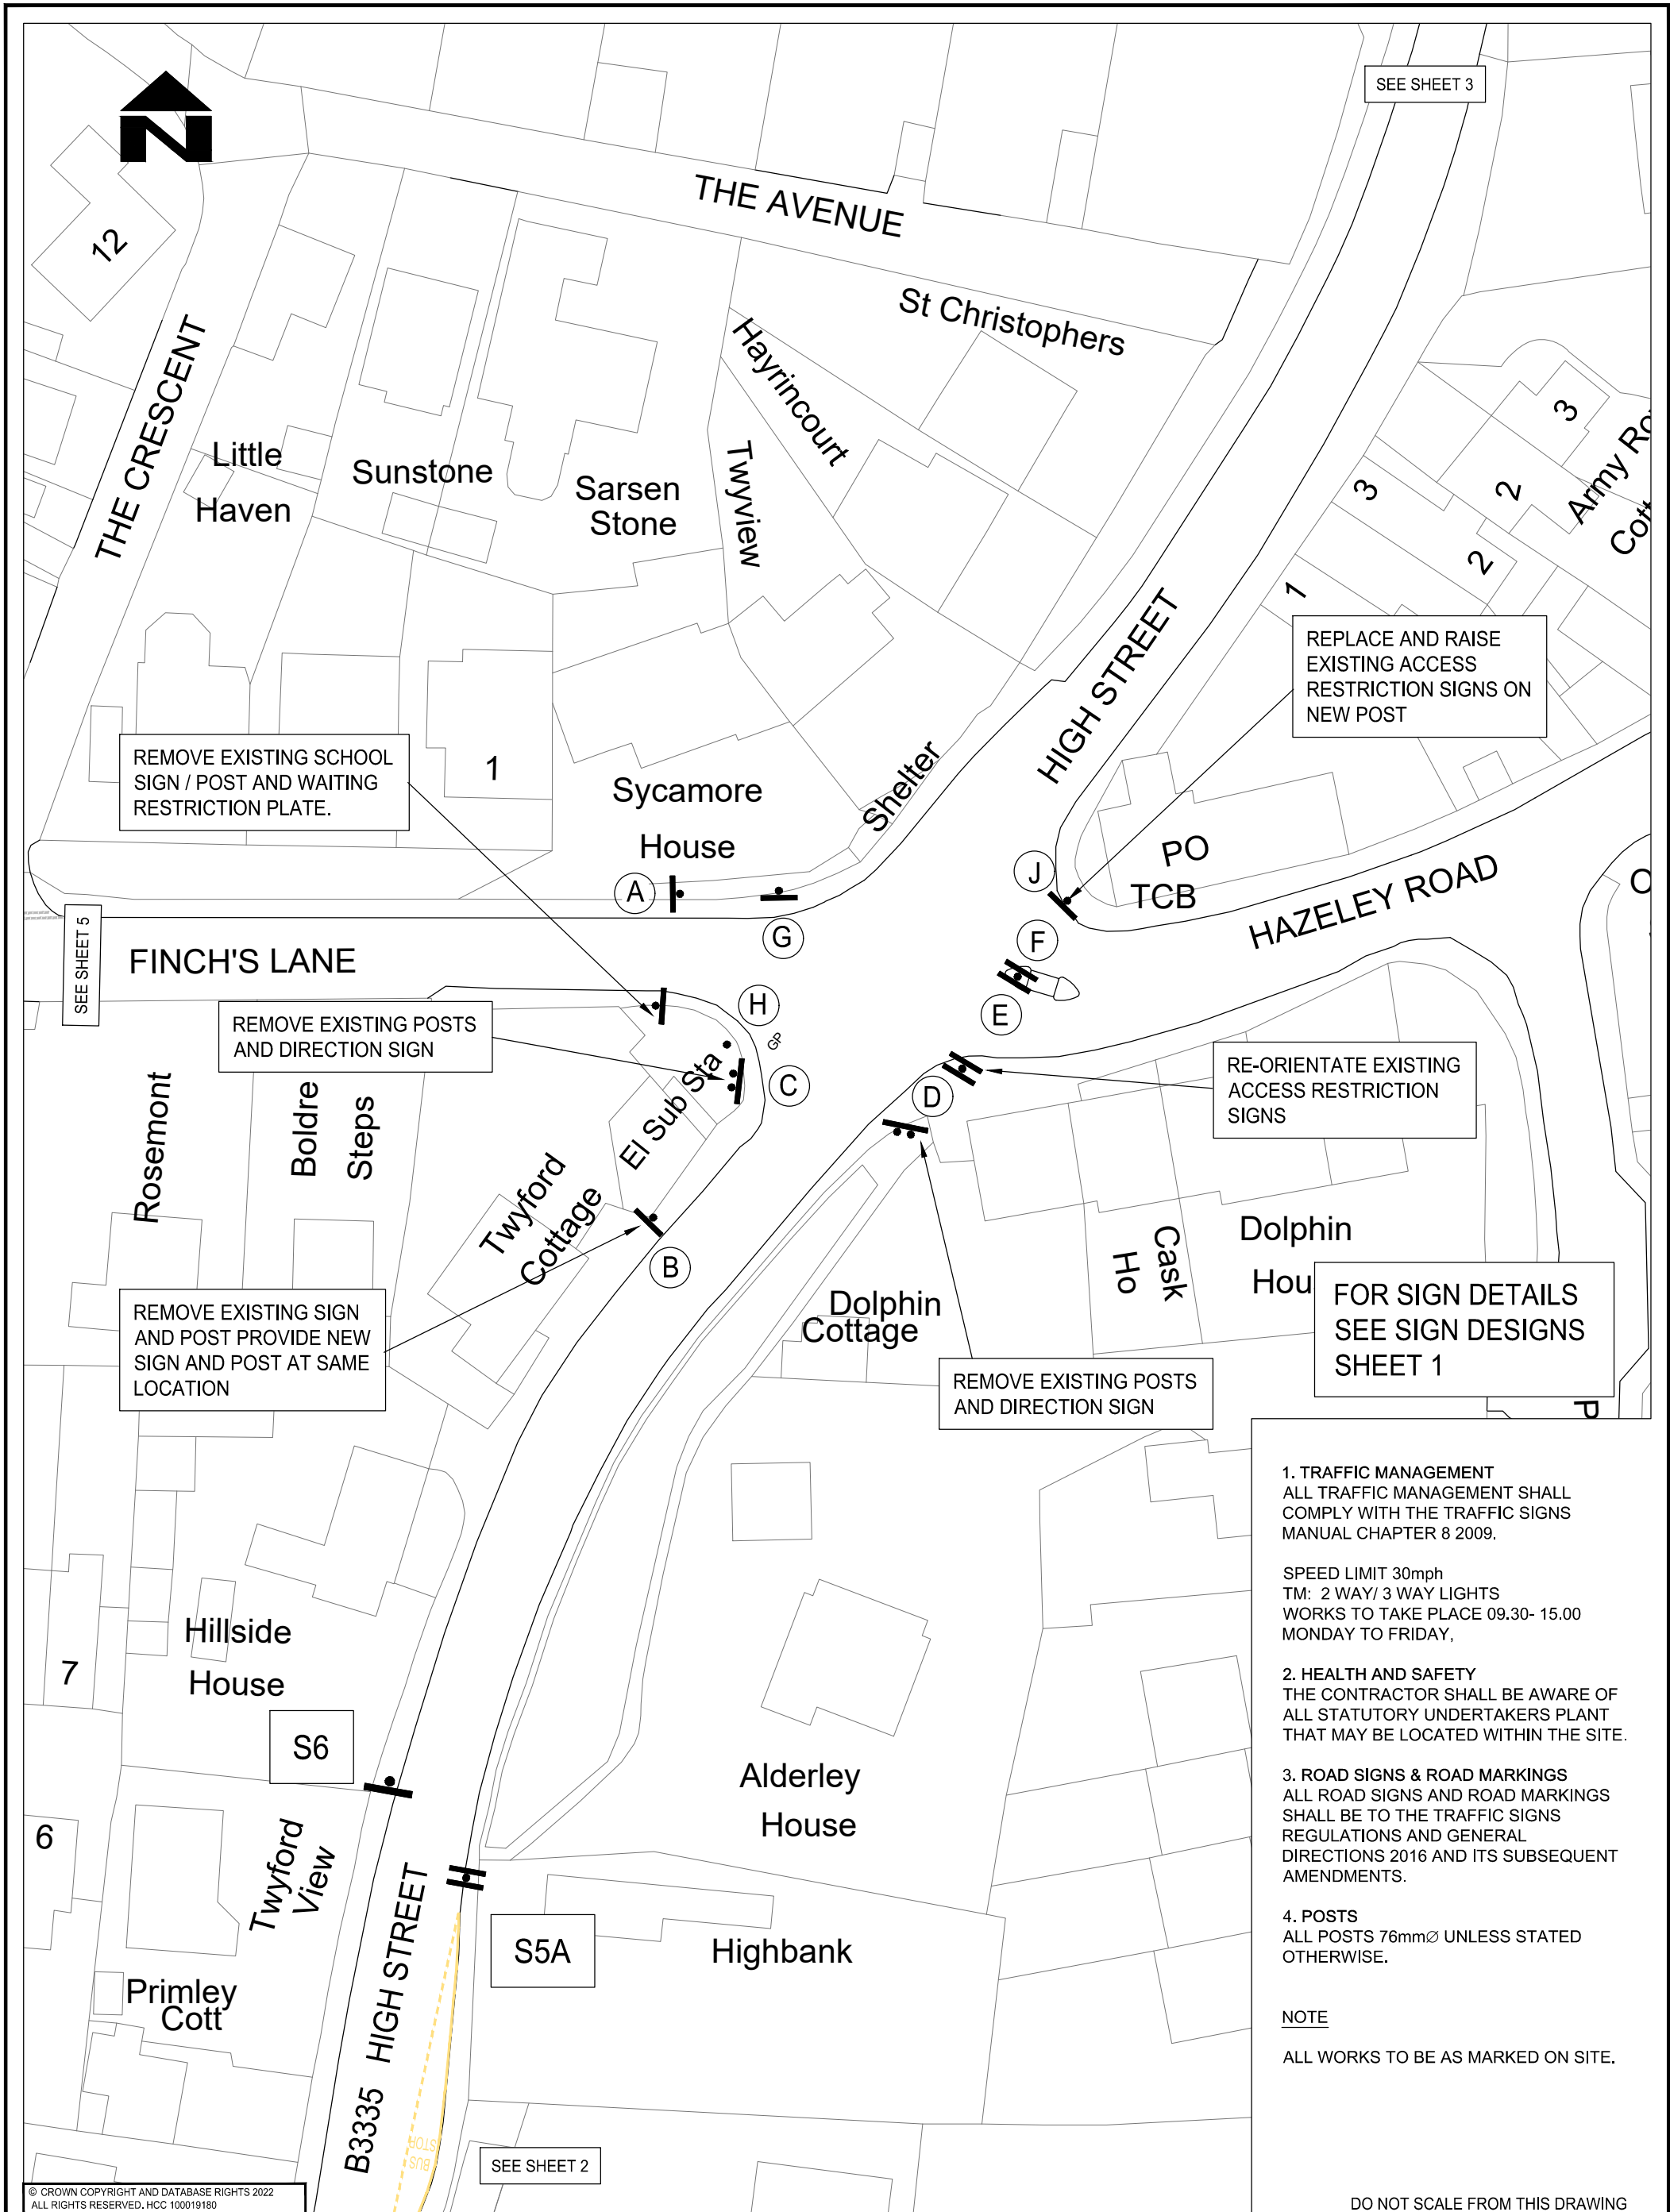 SEE SHEET 3
N
THE AVENUE
12
St Christophers
THE CRESCENT
Hayrincourt
Little
Haven
Sunstone
Sarsen
Stone
Twyview
3
3
2
2
1
HIGH STREET
REPLACE AND RAISE
EXISTING ACCESS
RESTRICTION SIGNS ON
NEW POST
REMOVE EXISTING SCHOOL
SIGN / POST AND WAITING
RESTRICTION PLATE.
1
Sycamore
House
Shelter
PO
TCB
J
A
G
F
E
HAZELEY ROAD
SEE SHEET 5
FINCH'S LANE
H
GP
C
REMOVE EXISTING POSTS
AND DIRECTION SIGN
El Sub Sta
D
RE-ORIENTATE EXISTING
ACCESS RESTRICTION
SIGNS
Rosemont
Boldre
Steps
Twyford
Cottage
B
REMOVE EXISTING SIGN
AND POST PROVIDE NEW
SIGN AND POST AT SAME
LOCATION
Dolphin
Cottage
Cask
Ho
Dolphin
Hou
FOR SIGN DETAILS
SEE SIGN DESIGNS
SHEET 1
REMOVE EXISTING POSTS
AND DIRECTION SIGN
P
1. TRAFFIC MANAGEMENT
ALL TRAFFIC MANAGEMENT SHALL
COMPLY WITH THE TRAFFIC SIGNS
MANUAL CHAPTER 8 2009.
SPEED LIMIT 30mph
TM: 2 WAY/ 3 WAY LIGHTS
WORKS TO TAKE PLACE 09.30- 15.00
MONDAY TO FRIDAY,
2. HEALTH AND SAFETY
THE CONTRACTOR SHALL BE AWARE OF
ALL STATUTORY UNDERTAKERS PLANT
THAT MAY BE LOCATED WITHIN THE SITE.
3. ROAD SIGNS & ROAD MARKINGS
ALL ROAD SIGNS AND ROAD MARKINGS
SHALL BE TO THE TRAFFIC SIGNS
REGULATIONS AND GENERAL
DIRECTIONS 2016 AND ITS SUBSEQUENT
AMENDMENTS.
4. POSTS
ALL POSTS 76mmØ UNLESS STATED
OTHERWISE.
NOTE
ALL WORKS TO BE AS MARKED ON SITE.
DO NOT SCALE FROM THIS DRAWING
7
Hillside
House
S6
Alderley
House
6
Twyford
View
S5A
Highbank
Primley
Cott
B3335 HIGH STREET
BUS
STOP
SEE SHEET 2
© CROWN COPYRIGHT AND DATABASE RIGHTS 2022
ALL RIGHTS RESERVED. HCC 100019180
Army